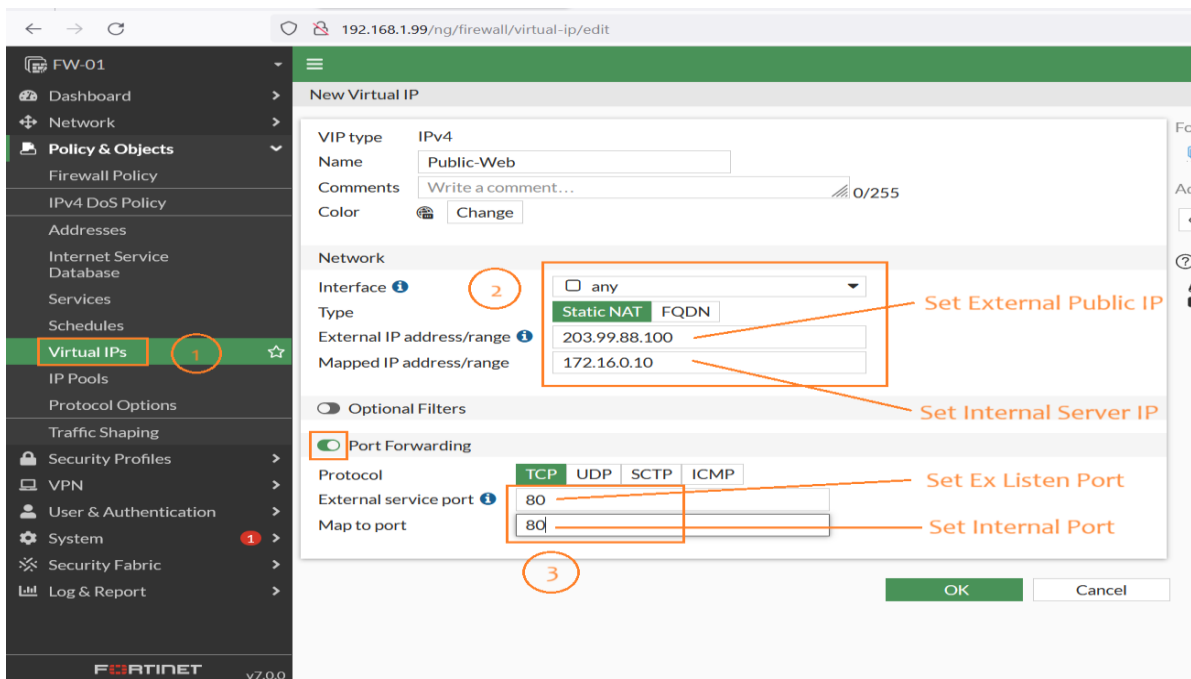 192.168.1.99/ng/firewall/virtual-ip/edit
FW-01
Dashboard
Network
Policy & Objects
Firewall Policy
IPv4 DoS Policy
Addresses
Internet Service
Database
Services
Schedules
Virtual IPs
1
IP Pools
Protocol Options
Traffic Shaping
Security Profiles
VPN
User & Authentication
System 1
Security Fabric
Log & Report
FORTINET v7.0.0
New Virtual IP
VIP type IPv4
Name Public-Web
Comments Write a comment... 0/255
Color Change
Network
Interface any
2
Type Static NAT FQDN
External IP address/range 203.99.88.100
Set External Public IP
Mapped IP address/range 172.16.0.10
Set Internal Server IP
Optional Filters
Port Forwarding
Protocol TCP UDP SCTP ICMP
External service port 80
Set Ex Listen Port
Map to port 80
Set Internal Port
3
OK Cancel